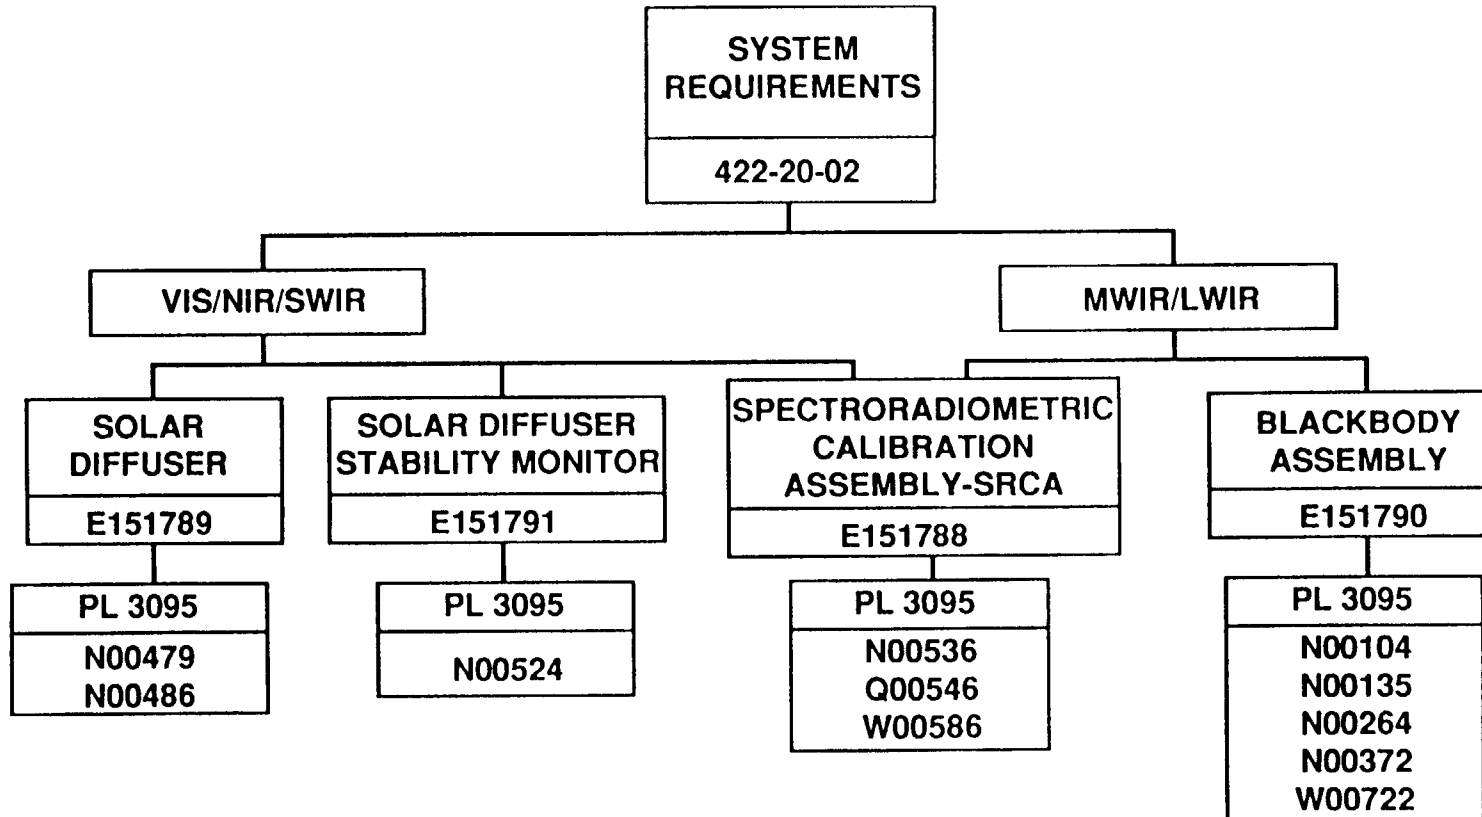 SYSTEM
REQUIREMENTS
422-20-02
VIS/NIR/SWIR
MWIR/LWIR
SOLAR
DIFFUSER
E151789
SOLAR DIFFUSER
STABILITY MONITOR
E151791
SPECTRORADIOMETRIC
CALIBRATION
ASSEMBLY-SRCA
E151788
BLACKBODY
ASSEMBLY
E151790
PL 3095
N00479
N00486
PL 3095
N00524
PL 3095
N00536
Q00546
W00586
PL 3095
N00104
N00135
N00264
N00372
W00722